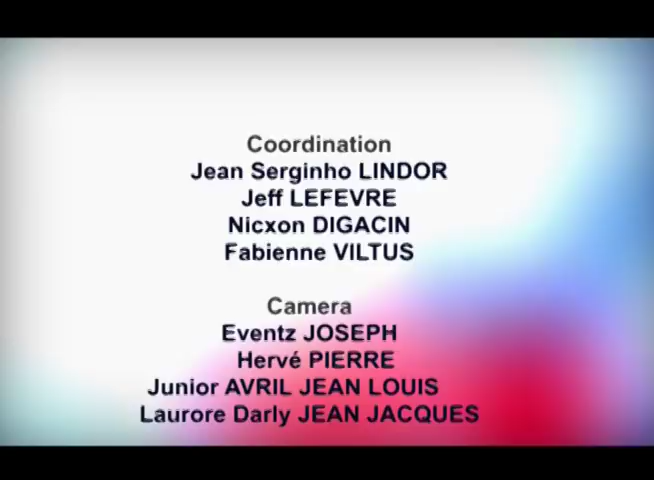 Coordination
Jean Serginho LINDOR
Jeff LEFEVRE
Nicxon DIGACIN
Fabienne VILTUS
Camera
Eventz JOSEPH
Hervé PIERRE
Junior AVRIL JEAN LOUIS
Laurore Darly JEAN JACQUES